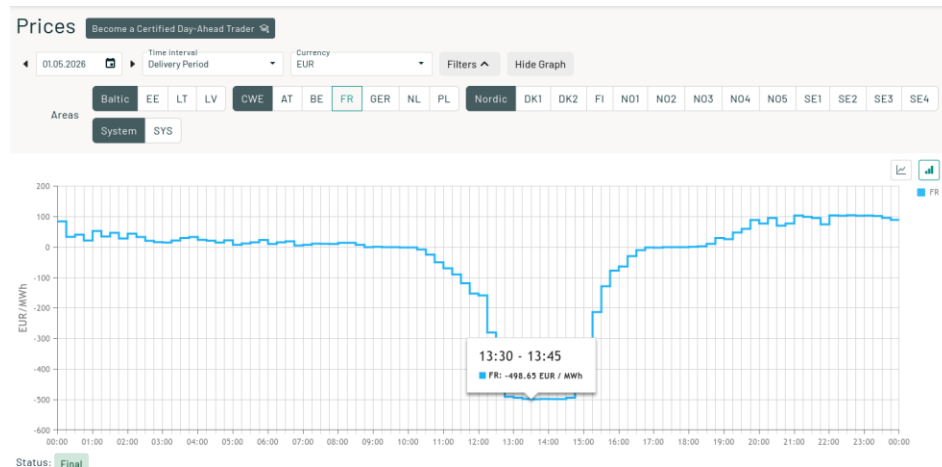 Prices Become a Certified Day-Ahead Trader
01.05.2026 Time interval Delivery Period Currency EUR Filters Hide Graph
Areas
Baltic EE LT LV CWE AT BE FR GER NL PL Nordic DK1 DK2 FI NO1 NO2 NO3 NO4 NO5 SE1 SE2 SE3 SE4
System SYS
FR
EUR/MWh
200
100
0
-100
-200
-300
-400
-500
-600
13:30 - 13:45
FR: -498.65 EUR / MWh
00:00 01:00 02:00 03:00 04:00 05:00 06:00 07:00 08:00 09:00 10:00 11:00 12:00 13:00 14:00 15:00 16:00 17:00 18:00 19:00 20:00 21:00 22:00 23:00 00:00
Status: Final